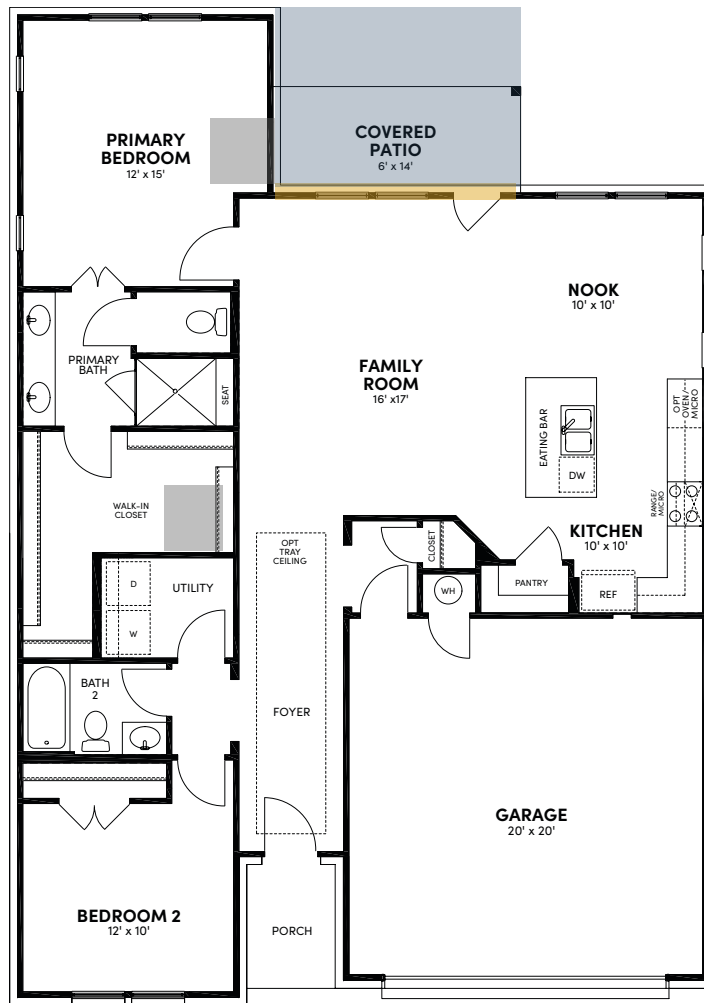 PRIMARY
BEDROOM
12' x 15'
COVERED
PATIO
6' x 14'
NOOK
10' x 10'
FAMILY
ROOM
16' x17'
PRIMARY
BATH
SEAT
OPT
OVEN/
MICRO
EATING BAR
DW
RANGE/
MICRO
WALK-IN
CLOSET
KITCHEN
10' x 10'
OPT
TRAY
CEILING
CLOSET
PANTRY
REF
WH
D
W
UTILITY
BATH
2
FOYER
GARAGE
20' x 20'
BEDROOM 2
12' x 10'
PORCH